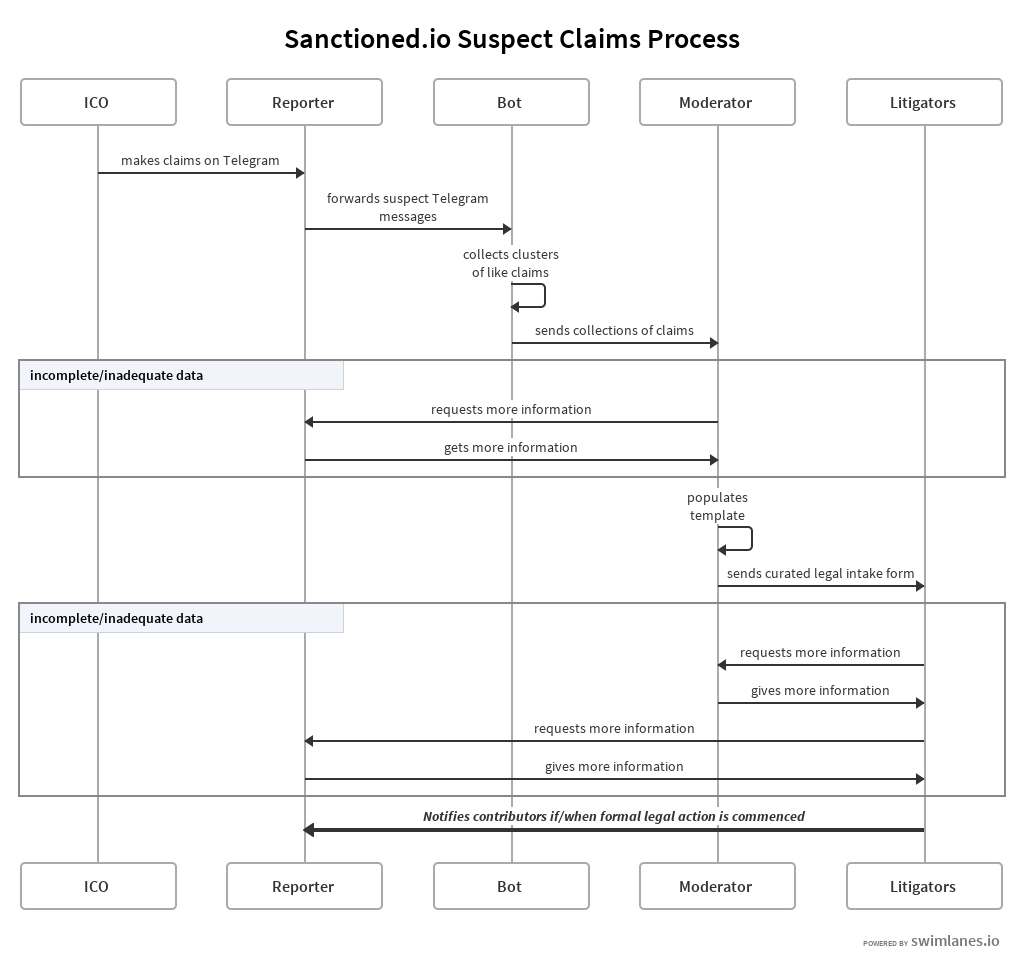 Sanctioned.io Suspect Claims Process
ICO
Reporter
Bot
Moderator
Litigators
makes claims on Telegram
forwards suspect Telegram
messages
collects clusters
of like claims
sends collections of claims
incomplete/inadequate data
requests more information
gets more information
populates
template
sends curated legal intake form
incomplete/inadequate data
requests more information
gives more information
requests more information
gives more information
Notifies contributors if/when formal legal action is commenced
ICO
Reporter
Bot
Moderator
Litigators
POWERED BY swimlanes.io